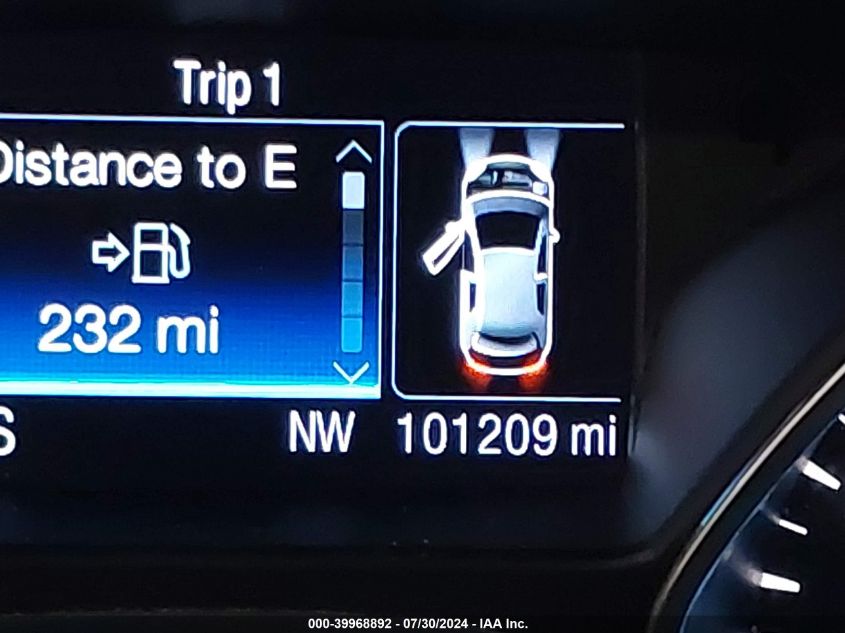 Trip 1
Distance to E
232 mi
S
NW
101209 mi
000-39968892 - 07/30/2024 - IAA Inc.